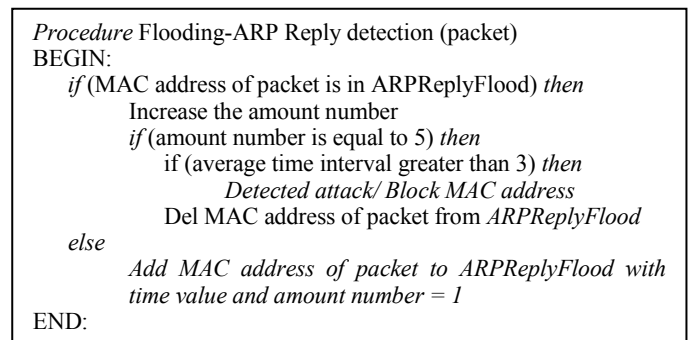 Procedure Flooding-ARP Reply detection (packet)
BEGIN:
if (MAC address of packet is in ARPReplyFlood) then
Increase the amount number
if (amount number is equal to 5) then
if (average time interval greater than 3) then
Detected attack/ Block MAC address
Del MAC address of packet from ARPReplyFlood
else
Add MAC address of packet to ARPReplyFlood with
time value and amount number = 1
END: